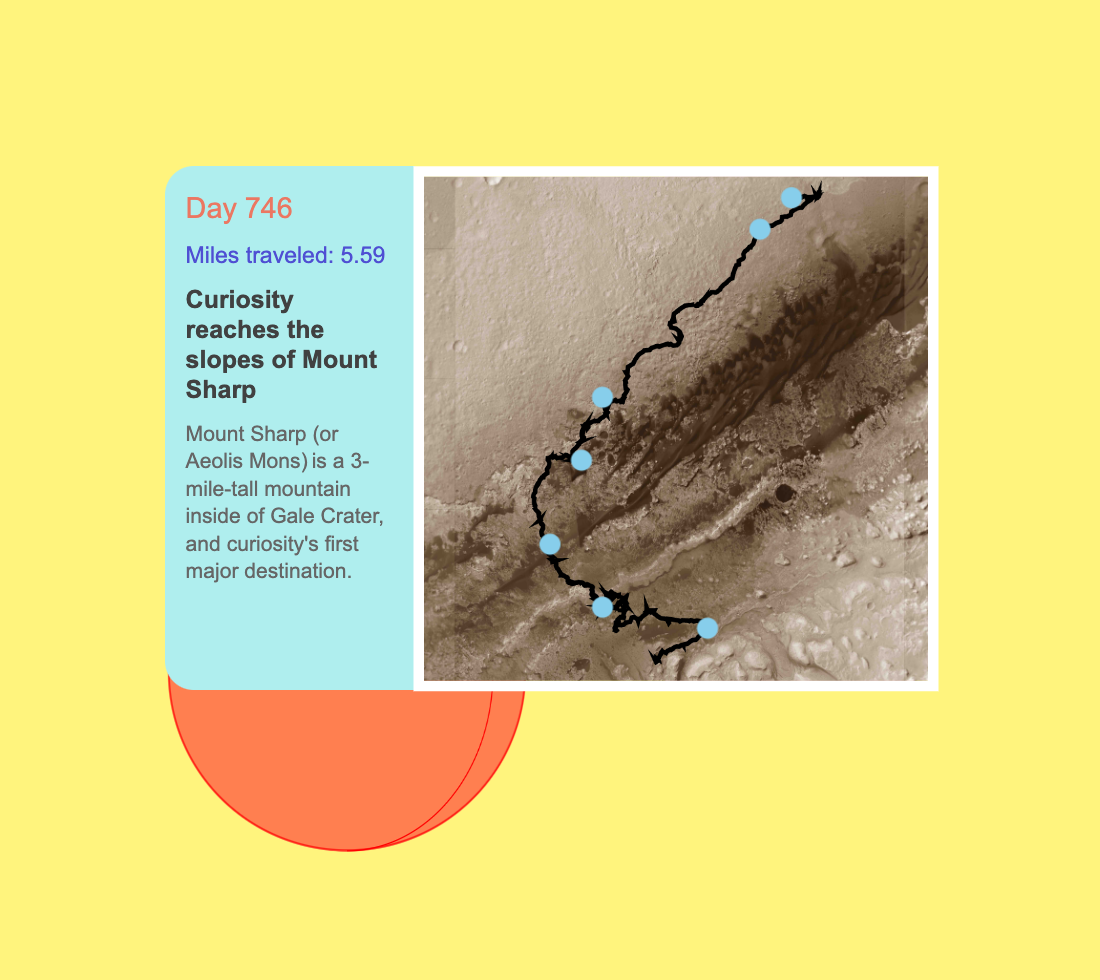 Day 746
Miles traveled: 5.59
Curiosity
reaches the
slopes of Mount
Sharp
Mount Sharp (or
Aeolis Mons) is a 3-
mile-tall mountain
inside of Gale Crater,
and curiosity's first
major destination.